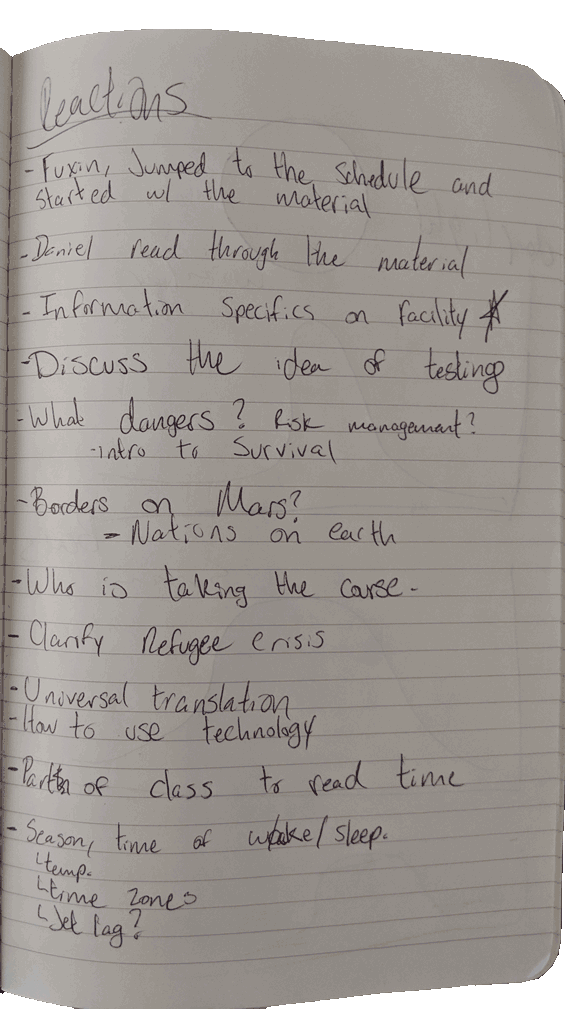 Reactions
- Fuxin, Jumped to the schedule and
started w/ the material
- Daniel read through the material
- Information Specifics on facility
- Discuss the idea of testing
- What dangers? Risk management?
- intro to Survival
- Borders on Mars?
- Nations on earth
- Who is taking the carse.
- Clarify Refugee crisis
- Universal translation
- How to use technology
- Part of class to read time
- Season, time of wake/sleep.
temp.
time zones
Jet lag?